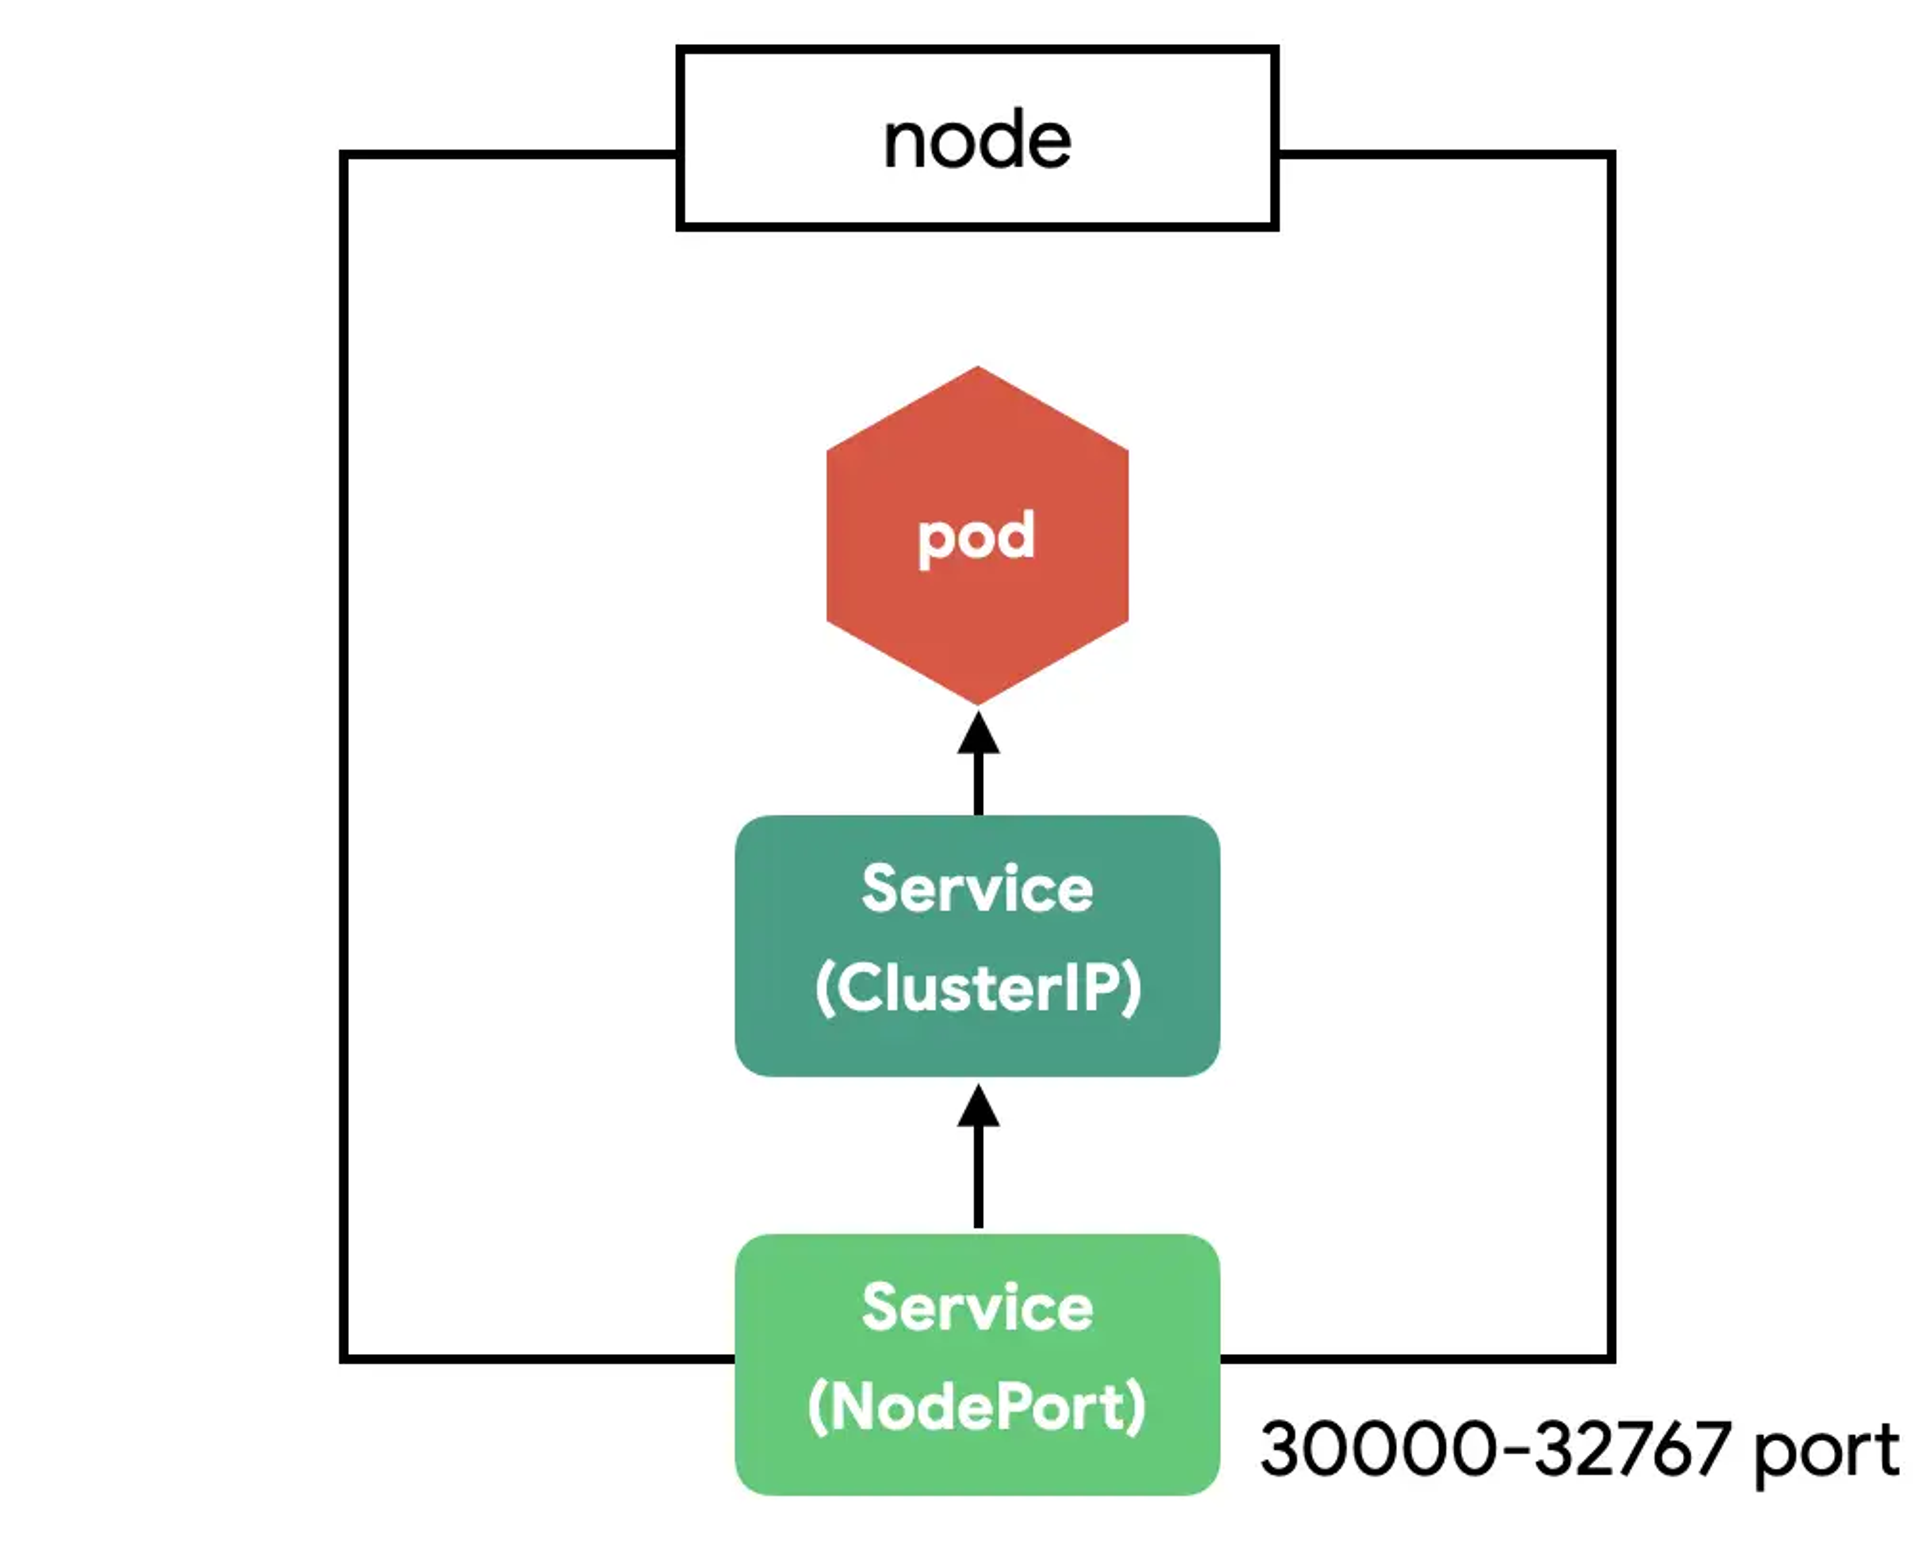 node
pod
Service
(ClusterIP)
Service
(NodePort)
30000-32767 port